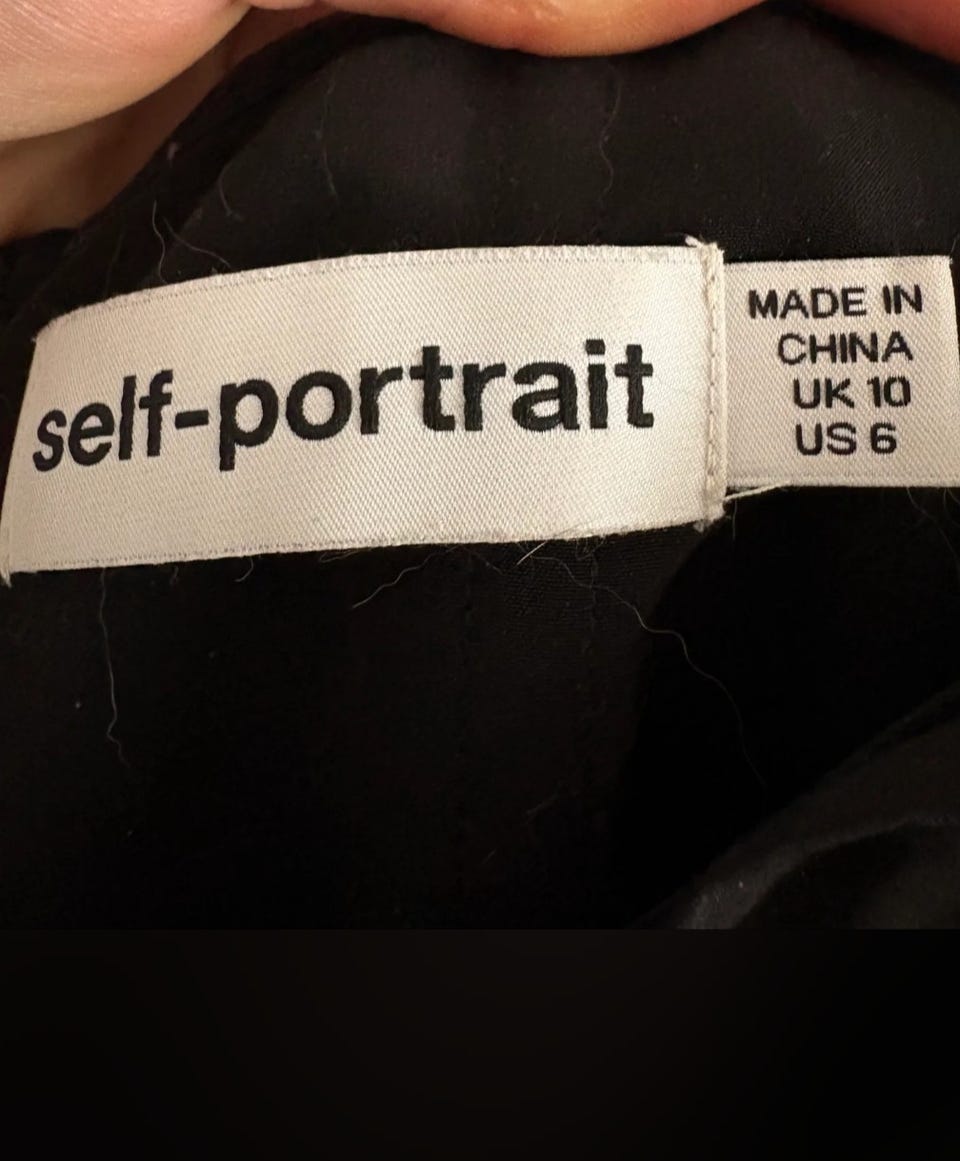 self-portrait
MADE IN
CHINA
UK 10
US 6